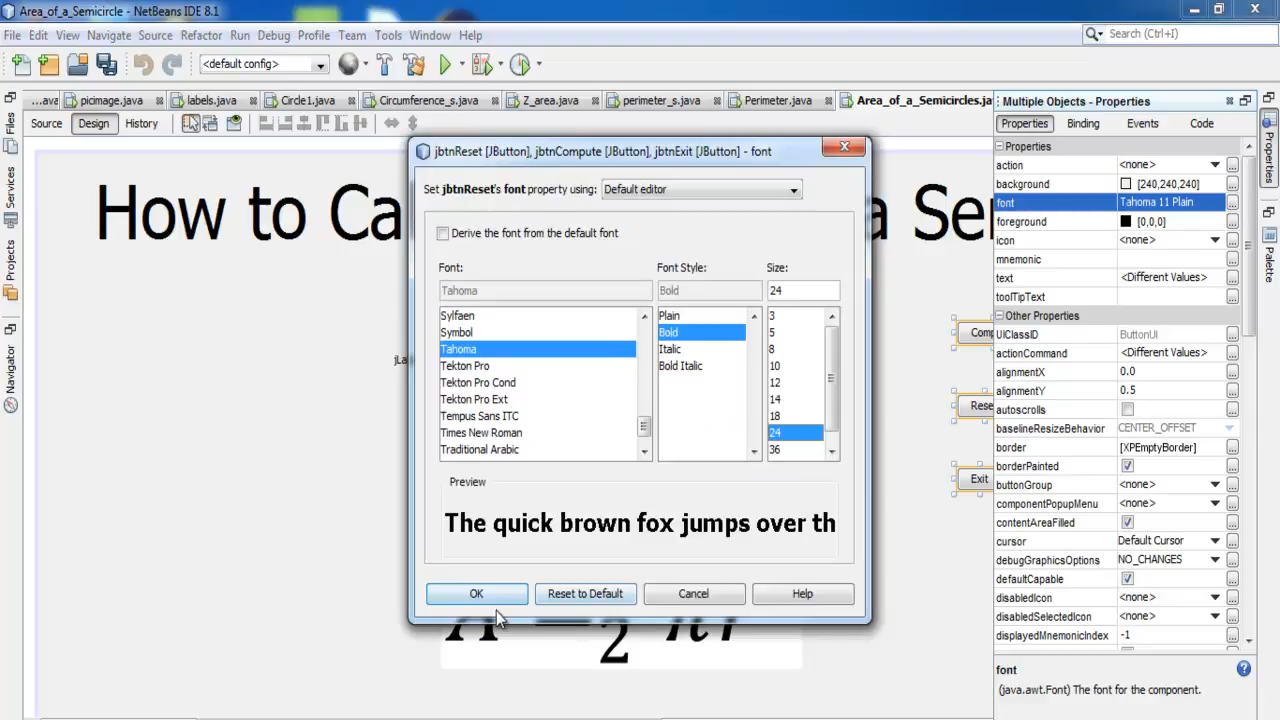 Area_of_a_Semicircle - NetBeans IDE 8.1
File Edit View Navigate Source Refactor Run Debug Profile Team Tools Window Help
Search (Ctrl+I)
<default config>
...ava picimage.java labels.java Circle1.java Circumference_s.java Z_area.java perimeter_s.java Perimeter.java Area_of_a_Semicircles.ja
Source Design History
Files
Services
Projects
Navigator
How to Ca
a Se
jLa
Comp
Rese
Exit
A = 2 πr
jbtnReset [JButton], jbtnCompute [JButton], jbtnExit [JButton] - font
Set jbtnReset's font property using: Default editor
Derive the font from the default font
Font: Font Style: Size:
Tahoma Bold 24
Sylfaen Plain 3
Symbol Bold 5
Tahoma Italic 8
Tekton Pro Bold Italic 10
Tekton Pro Cond 12
Tekton Pro Ext 14
Tempus Sans ITC 18
Times New Roman 24
Traditional Arabic 36
Preview
The quick brown fox jumps over th
OK Reset to Default Cancel Help
Multiple Objects - Properties
Properties Binding Events Code
Properties
action <none>
background [240,240,240]
font Tahoma 11 Plain
foreground [0,0,0]
icon <none>
mnemonic
text <Different Values>
toolTipText
Other Properties
UIClassID ButtonUI
actionCommand <Different Values>
alignmentX 0.0
alignmentY 0.5
autoscrolls
baselineResizeBehavior CENTER_OFFSET
border [XPEmptyBorder]
borderPainted
buttonGroup <none>
componentPopupMenu <none>
contentAreaFilled
cursor Default Cursor
debugGraphicsOptions NO_CHANGES
defaultCapable
disabledIcon <none>
disabledSelectedIcon <none>
displayedMnemonicIndex -1
font
(java.awt.Font) The font for the component.
Properties
Palette